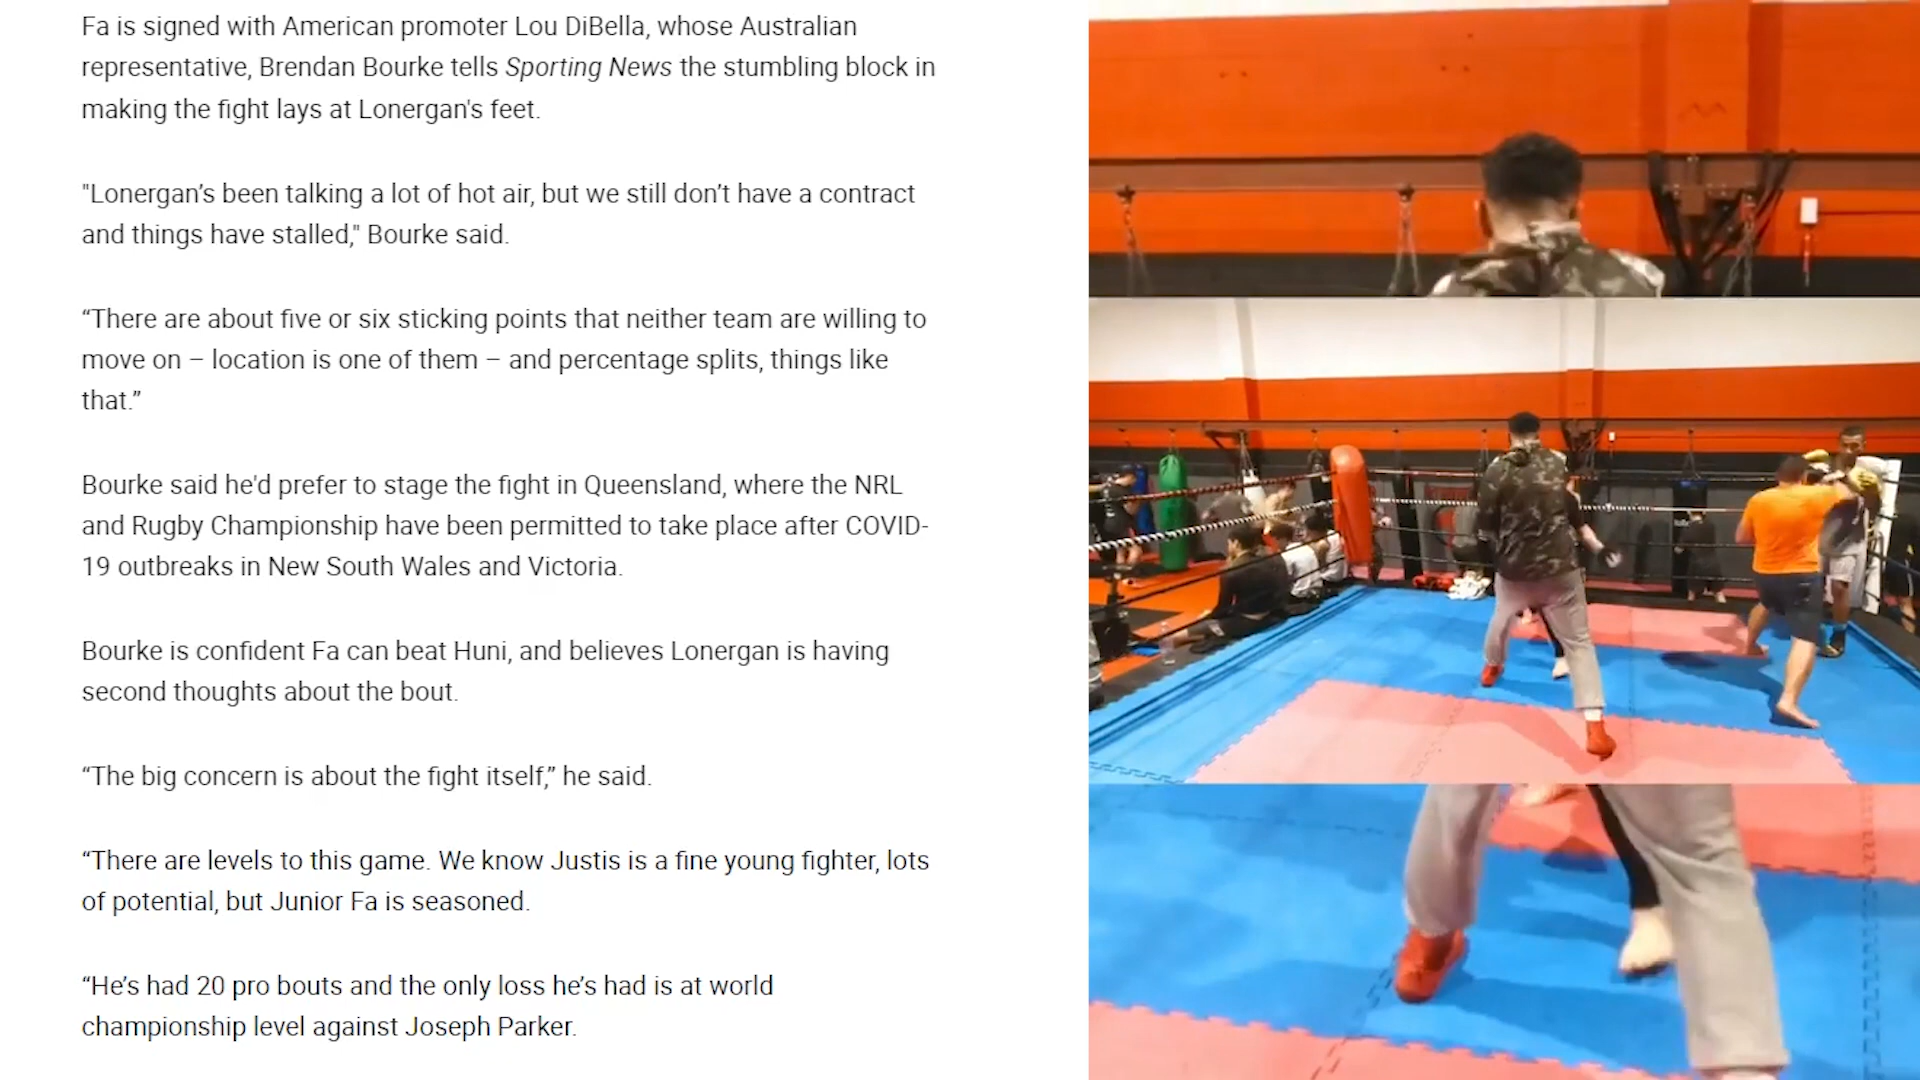 Fa is signed with American promoter Lou DiBella, whose Australian
representative, Brendan Bourke tells Sporting News the stumbling block in
making the fight lays at Lonergan's feet.
"Lonergan’s been talking a lot of hot air, but we still don’t have a contract
and things have stalled," Bourke said.
“There are about five or six sticking points that neither team are willing to
move on – location is one of them – and percentage splits, things like
that.”
Bourke said he'd prefer to stage the fight in Queensland, where the NRL
and Rugby Championship have been permitted to take place after COVID-
19 outbreaks in New South Wales and Victoria.
Bourke is confident Fa can beat Huni, and believes Lonergan is having
second thoughts about the bout.
“The big concern is about the fight itself,” he said.
“There are levels to this game. We know Justis is a fine young fighter, lots
of potential, but Junior Fa is seasoned.
“He’s had 20 pro bouts and the only loss he’s had is at world
championship level against Joseph Parker.